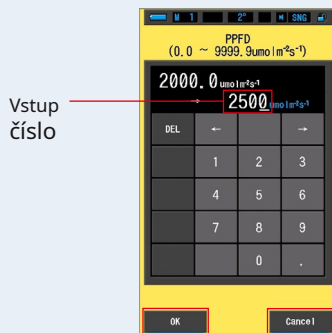 M 1 2° M SNG
PPFD
(0.0 ~ 9999.9umolm⁻²s⁻¹)
2000.0umolm⁻²s⁻¹
→ 2500umolm⁻²s⁻¹
Vstup
číslo
DEL ← →
1 2 3
4 5 6
7 8 9
0 .
OK Cancel